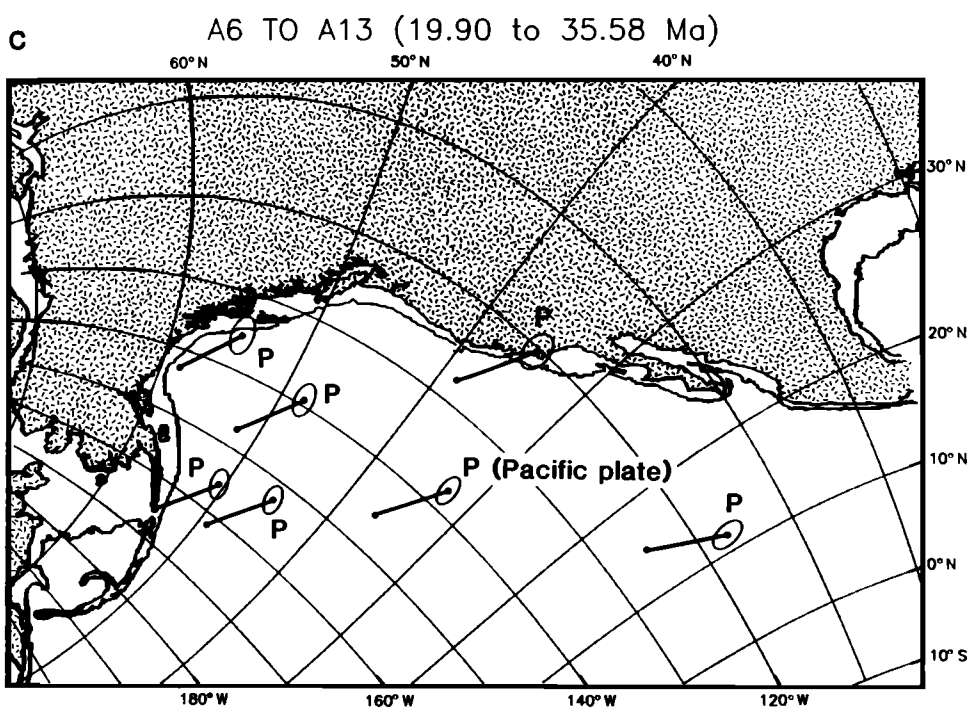 C
A6 TO A13 (19.90 to 35.58 Ma)
60°N 50°N 40°N
30°N
20°N
P
P
P
P
P (Pacific plate)
10°N
P
P
0°N
10°S
180°W 160°W 140°W 120°W